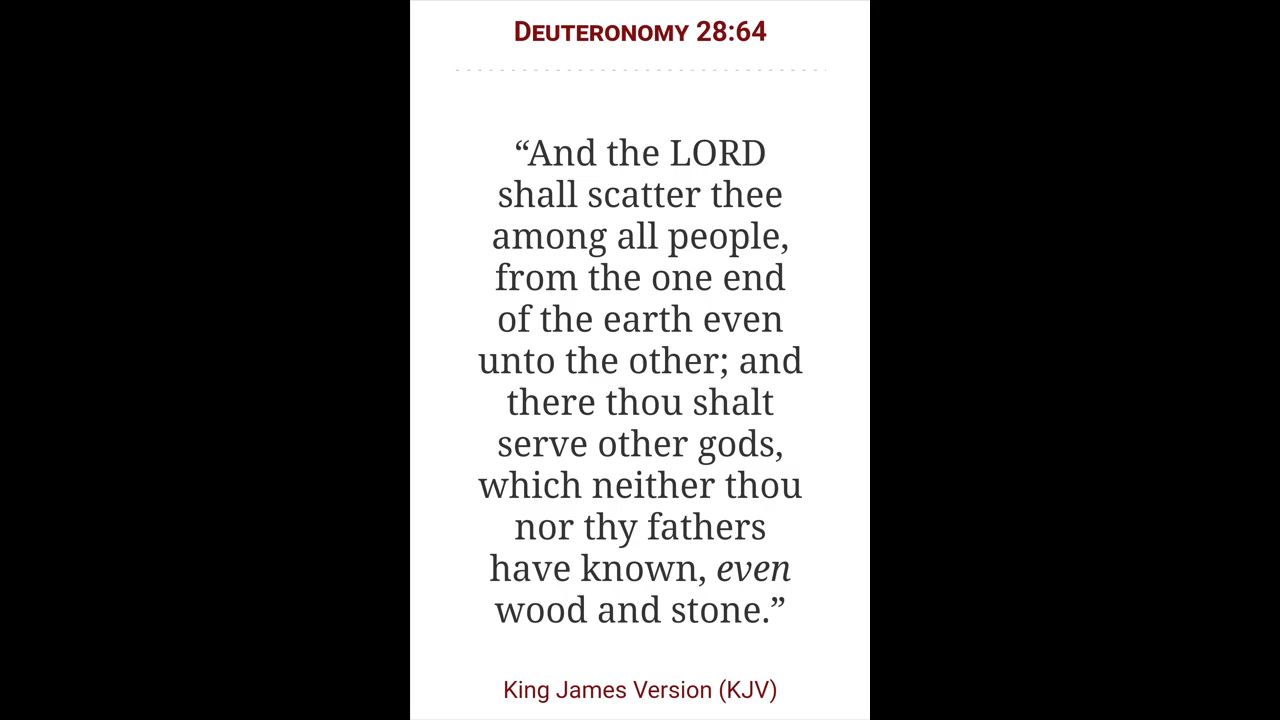 DEUTERONOMY 28:64
“And the LORD
shall scatter thee
among all people,
from the one end
of the earth even
unto the other; and
there thou shalt
serve other gods,
which neither thou
nor thy fathers
have known, even
wood and stone.”
King James Version (KJV)